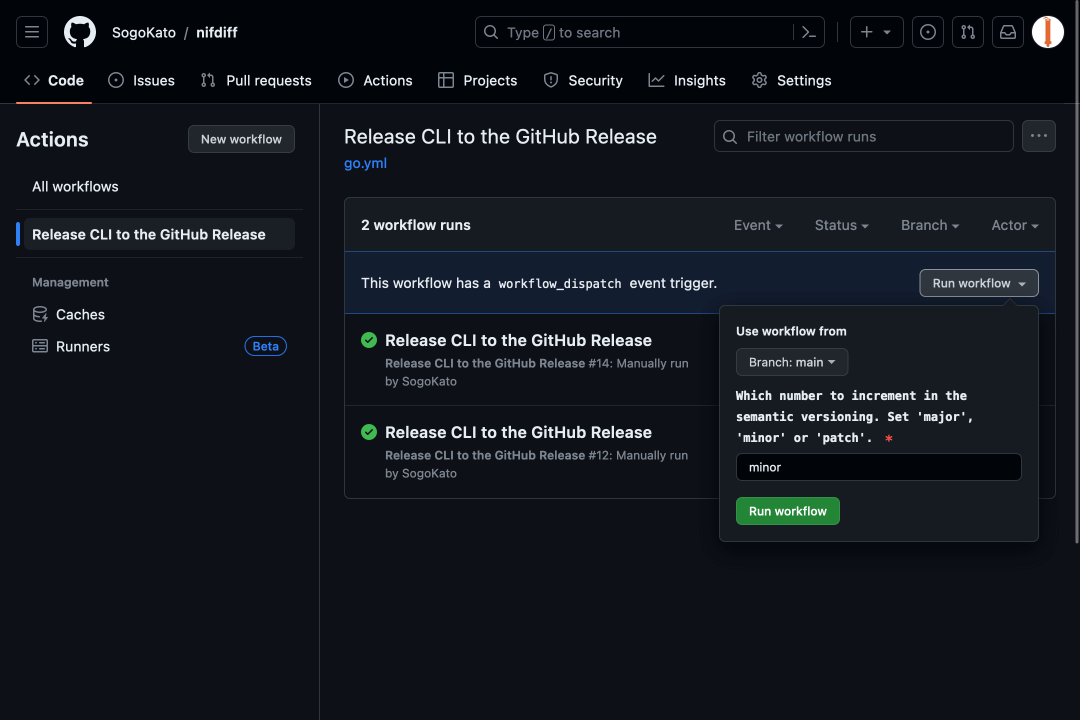 SogoKato / nifdiff
Type / to search
Code
Issues
Pull requests
Actions
Projects
Security
Insights
Settings
Actions
New workflow
All workflows
Release CLI to the GitHub Release
Management
Caches
Runners
Beta
Release CLI to the GitHub Release
go.yml
Filter workflow runs
2 workflow runs
Event
Status
Branch
Actor
This workflow has a workflow_dispatch event trigger.
Run workflow
Release CLI to the GitHub Release
Release CLI to the GitHub Release #14: Manually run
by SogoKato
Release CLI to the GitHub Release
Release CLI to the GitHub Release #12: Manually run
by SogoKato
Use workflow from
Branch: main
Which number to increment in the
semantic versioning. Set 'major',
'minor' or 'patch'. *
minor
Run workflow